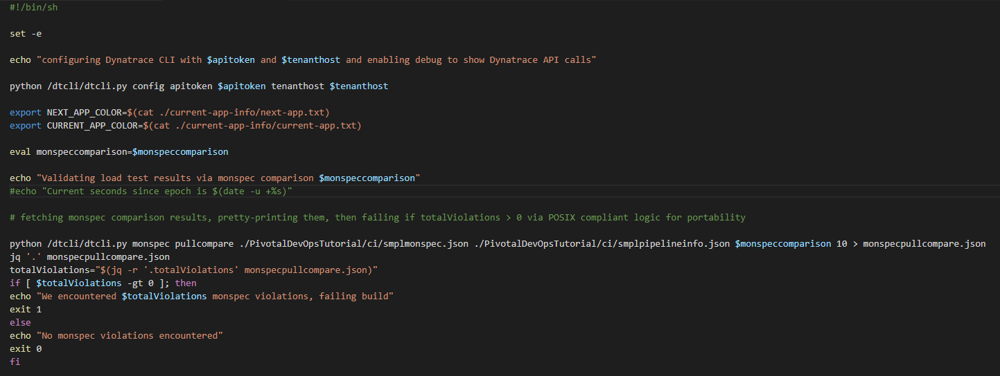 #!/bin/sh
set -e
echo "configuring Dynatrace CLI with $apitoken and $tenanthost and enabling debug to show Dynatrace API calls"
python /dtcli/dtcli.py config apitoken $apitoken tenanthost $tenanthost
export NEXT_APP_COLOR=$(cat ./current-app-info/next-app.txt)
export CURRENT_APP_COLOR=$(cat ./current-app-info/current-app.txt)
eval monspeccomparison=$monspeccomparison
echo "Validating load test results via monspec comparison $monspeccomparison"
#echo "Current seconds since epoch is $(date -u +%s)"
# fetching monspec comparison results, pretty-printing them, then failing if totalViolations > 0 via POSIX compliant logic for portability
python /dtcli/dtcli.py monspec pullcompare ./PivotalDevOpsTutorial/ci/smplmonspec.json ./PivotalDevOpsTutorial/ci/smplpipelineinfo.json $monspeccomparison 10 > monspecpullcompare.json
jq '.' monspecpullcompare.json
totalViolations="$(jq -r '.totalViolations' monspecpullcompare.json)"
if [ $totalViolations -gt 0 ]; then
echo "We encountered $totalViolations monspec violations, failing build"
exit 1
else
echo "No monspec violations encountered"
exit 0
fi